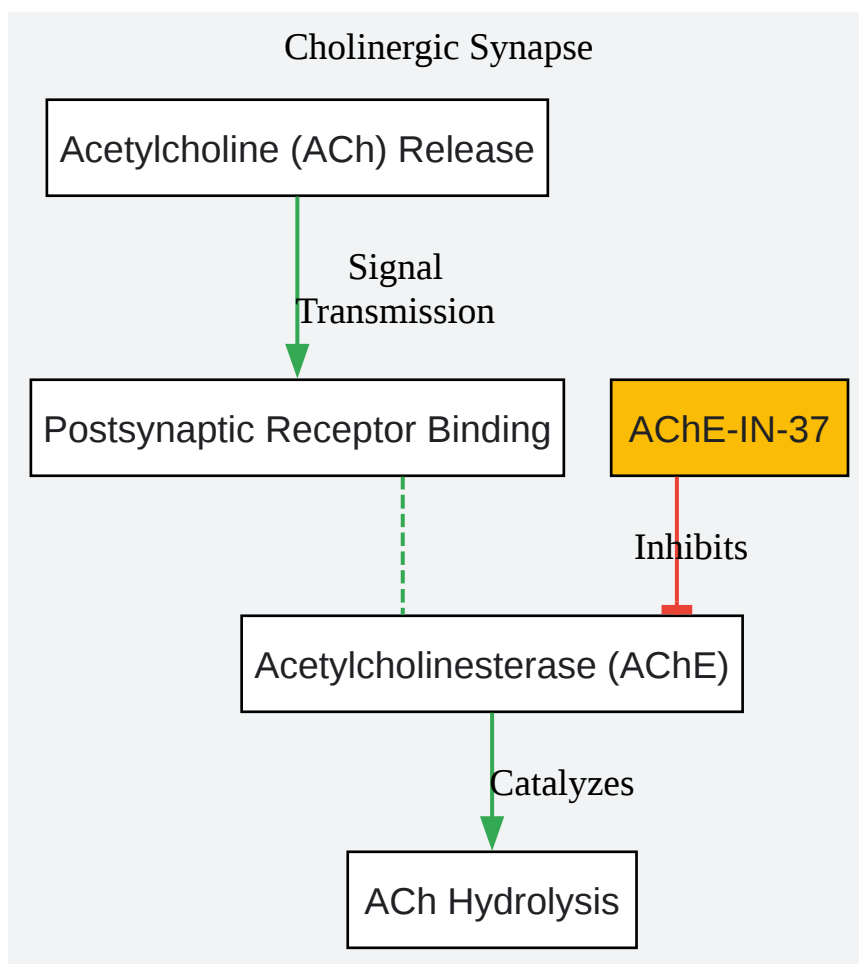 Cholinergic Synapse
Acetylcholine (ACh) Release
Signal
Transmission
Postsynaptic Receptor Binding
AChE-IN-37
Inhibits
Acetylcholinesterase (AChE)
Catalyzes
ACh Hydrolysis